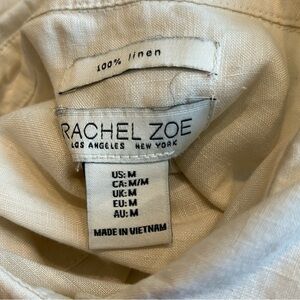 100% linen
RACHEL ZOE
LOS ANGELES NEW YORK
US: M
CA: M/M
UK: M
EU: M
AU: M
MADE IN VIETNAM